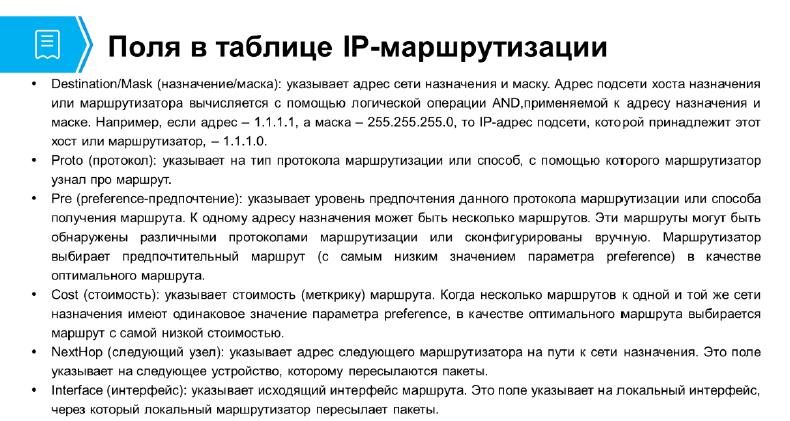 Поля в таблице IP-маршрутизации
• Destination/Mask (назначение/маска): указывает адрес сети назначения и маску. Адрес подсети хоста назначения
или маршрутизатора вычисляется с помощью логической операции AND,применяемой к адресу назначения и
маске. Например, если адрес – 1.1.1.1, а маска – 255.255.255.0, то IP-адрес подсети, которой принадлежит этот
хост или маршрутизатор, – 1.1.1.0.
• Proto (протокол): указывает на тип протокола маршрутизации или способ, с помощью которого маршрутизатор
узнал про маршрут.
• Pre (preference-предпочтение): указывает уровень предпочтения данного протокола маршрутизации или способа
получения маршрута. К одному адресу назначения может быть несколько маршрутов. Эти маршруты могут быть
обнаружены различными протоколами маршрутизации или сконфигурированы вручную. Маршрутизатор
выбирает предпочтительный маршрут (с самым низким значением параметра preference) в качестве
оптимального маршрута.
• Cost (стоимость): указывает стоимость (меткрику) маршрута. Когда несколько маршрутов к одной и той же сети
назначения имеют одинаковое значение параметра preference, в качестве оптимального маршрута выбирается
маршрут с самой низкой стоимостью.
• NextHop (следующий узел): указывает адрес следующего маршрутизатора на пути к сети назначения. Это поле
указывает на следующее устройство, которому пересылаются пакеты.
• Interface (интерфейс): указывает исходящий интерфейс маршрута. Это поле указывает на локальный интерфейс,
через который локальный маршрутизатор пересылает пакеты.